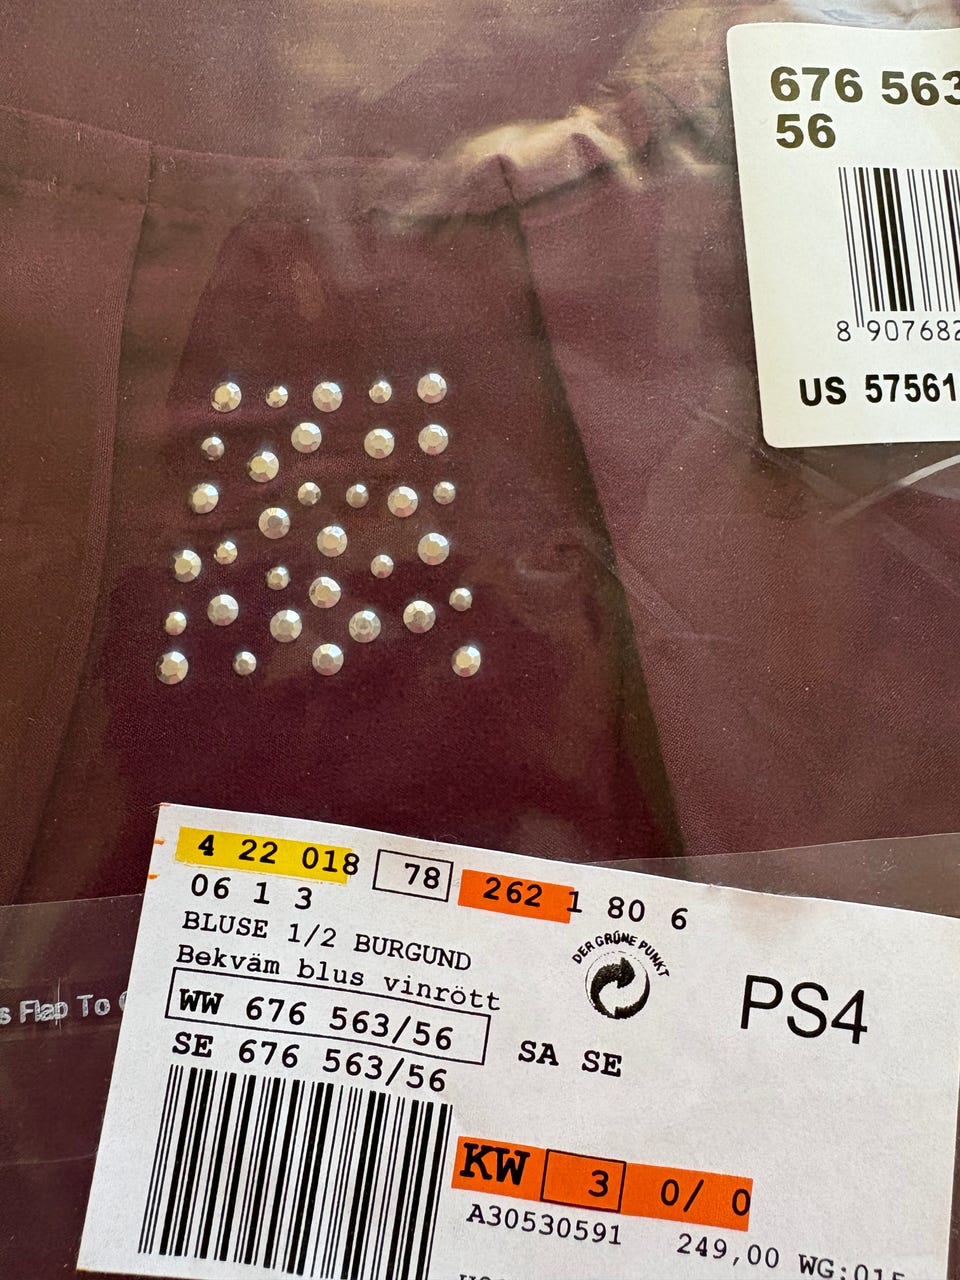 676 563
56
8 907682
US 57561
4 22 018 78 262 1 80 6
06 1 3
BLUSE 1/2 BURGUND
Bekväm blus vinrött
WW 676 563/56
SE 676 563/56
SA SE
DER GRÜNE PUNKT
PS4
s Flap To
KW 3 0/ 0
A30530591 249,00 WG:015